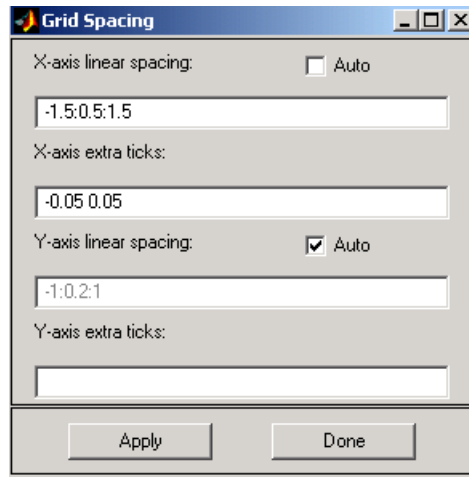 Grid Spacing
X-axis linear spacing:
Auto
-1.5:0.5:1.5
X-axis extra ticks:
-0.05 0.05
Y-axis linear spacing:
Auto
-1:0.2:1
Y-axis extra ticks:
Apply
Done